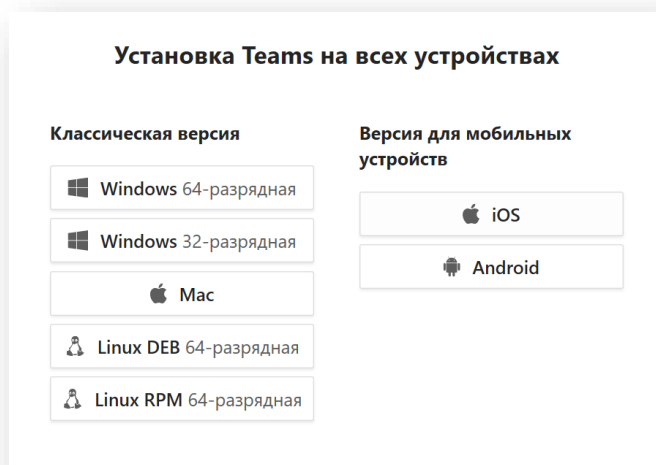 Установка Teams на всех устройствах
Классическая версия
Windows 64-разрядная
Windows 32-разрядная
Mac
Linux DEB 64-разрядная
Linux RPM 64-разрядная
Версия для мобильных
устройств
iOS
Android